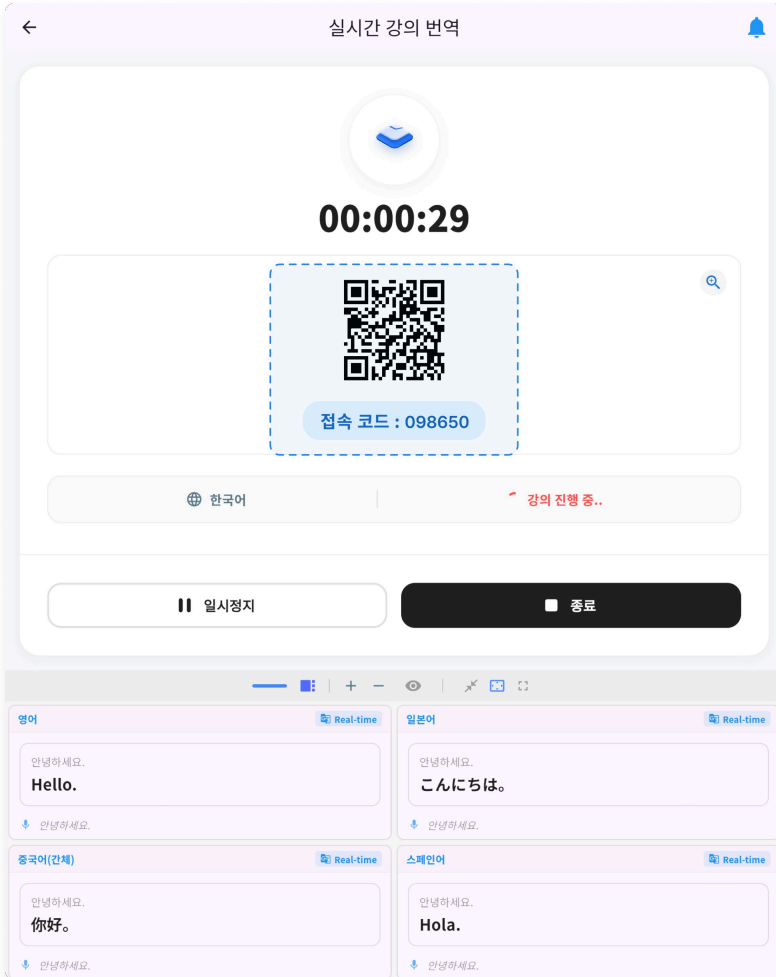 실시간 강의 번역
00:00:29
접속 코드 : 098650
한국어
강의 진행 중..
일시정지
종료
영어
Real-time
안녕하세요.
Hello.
안녕하세요.
일본어
Real-time
안녕하세요.
こんにちは。
안녕하세요.
중국어(간체)
Real-time
안녕하세요.
你好。
안녕하세요.
스페인어
Real-time
안녕하세요.
Hola.
안녕하세요.